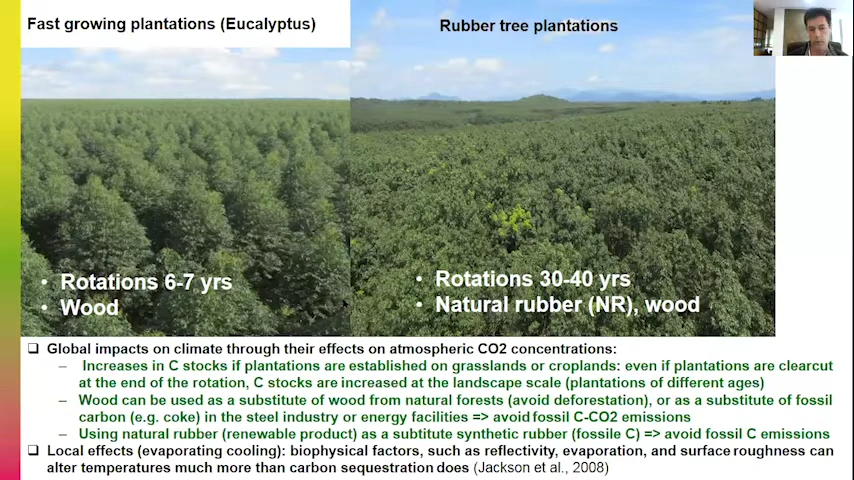 Fast growing plantations (Eucalyptus)
Rubber tree plantations
• Rotations 6-7 yrs
• Wood
• Rotations 30-40 yrs
• Natural rubber (NR), wood
❑ Global impacts on climate through their effects on atmospheric CO2 concentrations:
– Increases in C stocks if plantations are established on grasslands or croplands: even if plantations are clearcut
at the end of the rotation, C stocks are increased at the landscape scale (plantations of different ages)
– Wood can be used as a substitute of wood from natural forests (avoid deforestation), or as a substitute of fossil
carbon (e.g. coke) in the steel industry or energy facilities => avoid fossil C-CO2 emissions
– Using natural rubber (renewable product) as a subtitute synthetic rubber (fossile C) => avoid fossil C emissions
❑ Local effects (evaporating cooling): biophysical factors, such as reflectivity, evaporation, and surface roughness can
alter temperatures much more than carbon sequestration does (Jackson et al., 2008)